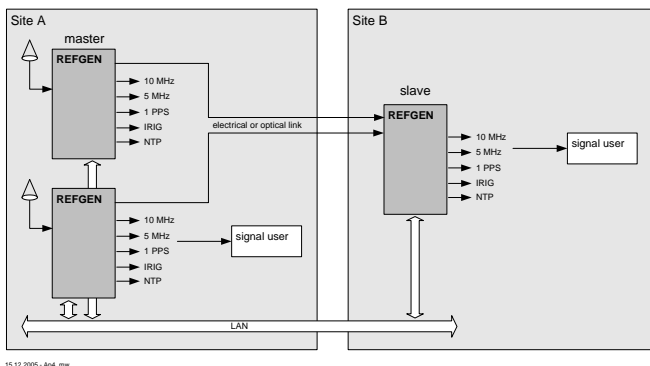 Site A
master
REFGEN
10 MHz
5 MHz
1 PPS
IRIG
NTP
electrical or optical link
REFGEN
10 MHz
5 MHz
1 PPS
IRIG
NTP
signal user
Site B
slave
REFGEN
10 MHz
5 MHz
1 PPS
IRIG
NTP
signal user
LAN
15.12.2005 - Ap4, mw